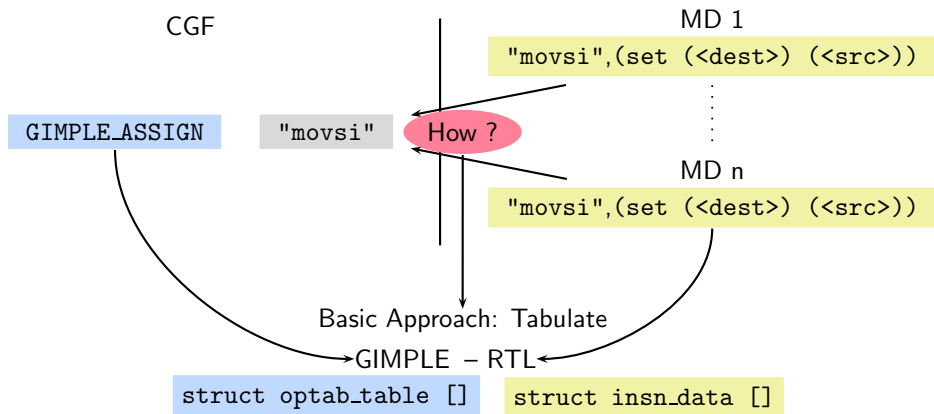 CGF
MD 1
"movsi",(set (<dest>) (<src>))
GIMPLE_ASSIGN
"movsi"
How ?
MD n
"movsi",(set (<dest>) (<src>))
Basic Approach: Tabulate
GIMPLE – RTL
struct optab_table []
struct insn_data []